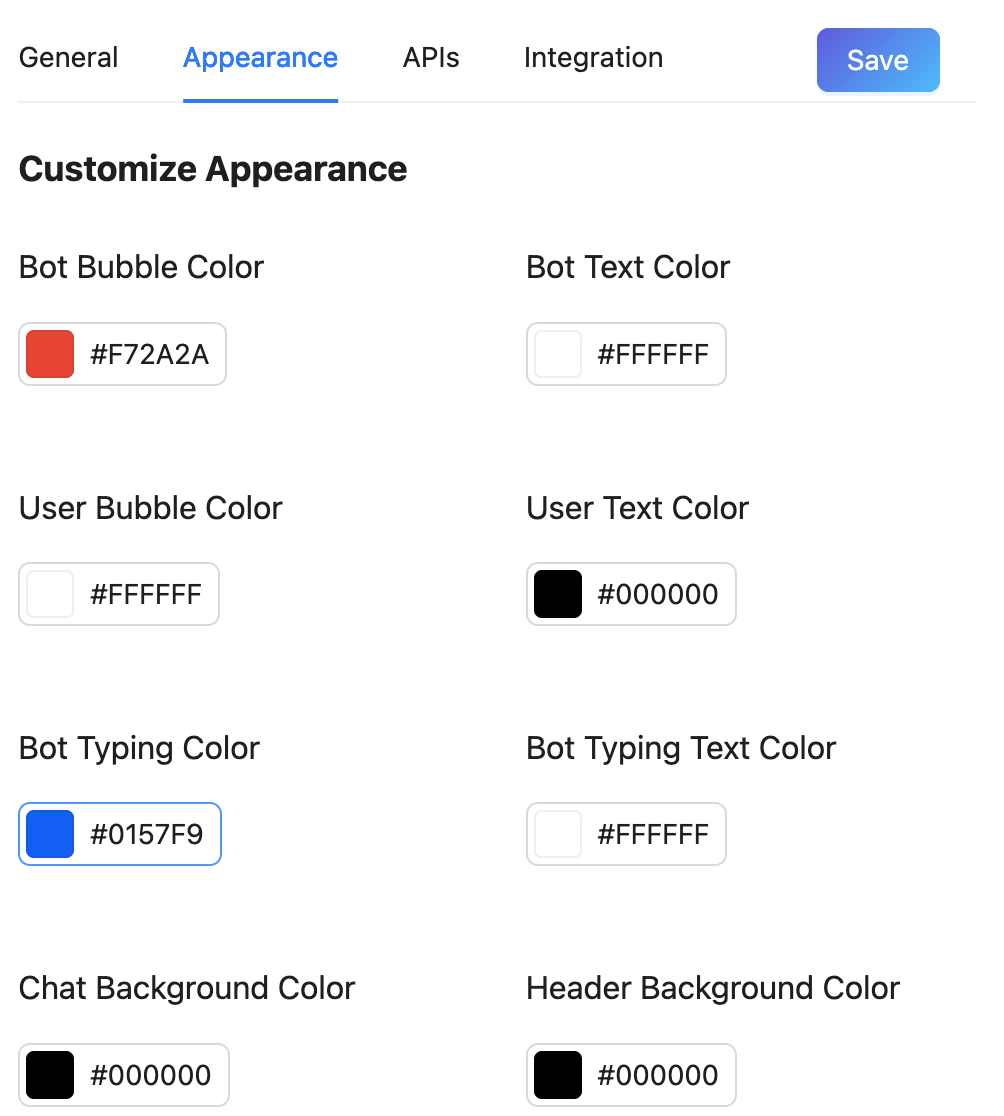 General Appearance APIs Integration Save
Customize Appearance
Bot Bubble Color Bot Text Color
#F72A2A #FFFFFF
User Bubble Color User Text Color
#FFFFFF #000000
Bot Typing Color Bot Typing Text Color
#0157F9 #FFFFFF
Chat Background Color Header Background Color
#000000 #000000